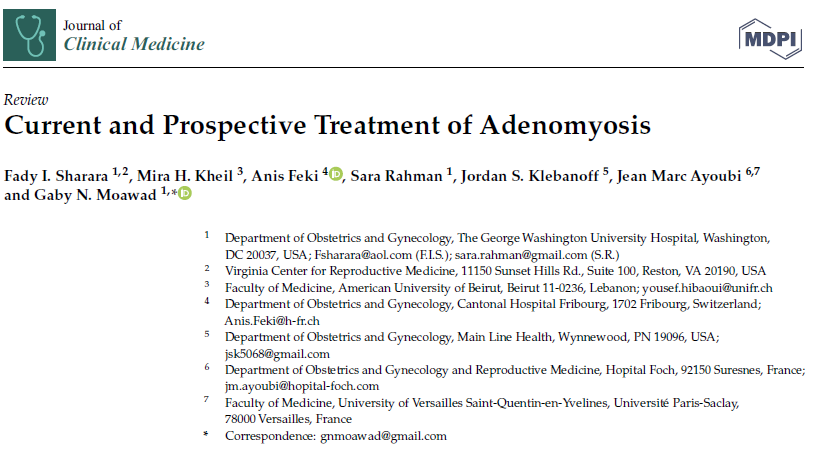 Journal of
Clinical Medicine
MDPI
Review
Current and Prospective Treatment of Adenomyosis
Fady I. Sharara 1,2, Mira H. Kheil 3, Anis Feki 4 iD, Sara Rahman 1, Jordan S. Klebanoff 5, Jean Marc Ayoubi 6,7
and Gaby N. Moawad 1,* iD
1 Department of Obstetrics and Gynecology, The George Washington University Hospital, Washington,
DC 20037, USA; Fsharara@aol.com (F.I.S.); sara.rahman@gmail.com (S.R.)
2 Virginia Center for Reproductive Medicine, 11150 Sunset Hills Rd., Suite 100, Reston, VA 20190, USA
3 Faculty of Medicine, American University of Beirut, Beirut 11-0236, Lebanon; yousef.hibaoui@unifr.ch
4 Department of Obstetrics and Gynecology, Cantonal Hospital Fribourg, 1702 Fribourg, Switzerland;
Anis.Feki@h-fr.ch
5 Department of Obstetrics and Gynecology, Main Line Health, Wynnewood, PN 19096, USA;
jsk5068@gmail.com
6 Department of Obstetrics and Gynecology and Reproductive Medicine, Hopital Foch, 92150 Suresnes, France;
jm.ayoubi@hopital-foch.com
7 Faculty of Medicine, University of Versailles Saint-Quentin-en-Yvelines, Université Paris-Saclay,
78000 Versailles, France
* Correspondence: gnmoawad@gmail.com